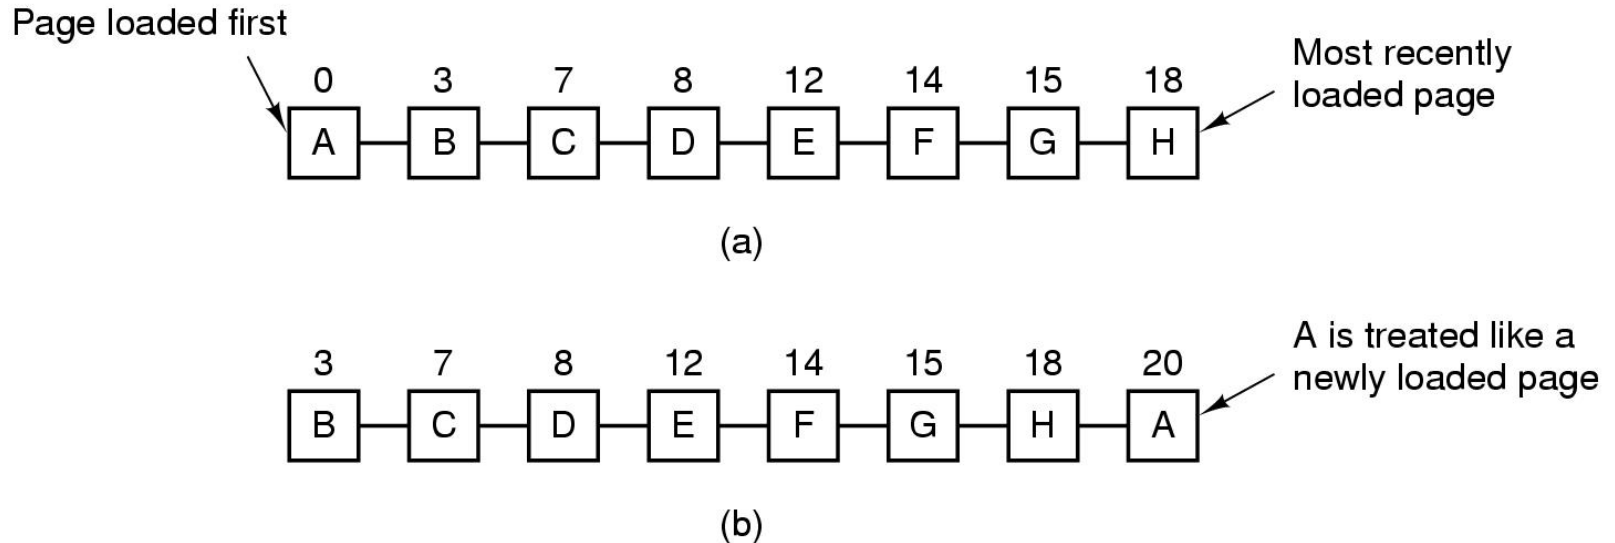 Page loaded first
Most recently
loaded page
0 3 7 8 12 14 15 18
A B C D E F G H
(a)
A is treated like a
newly loaded page
3 7 8 12 14 15 18 20
B C D E F G H A
(b)